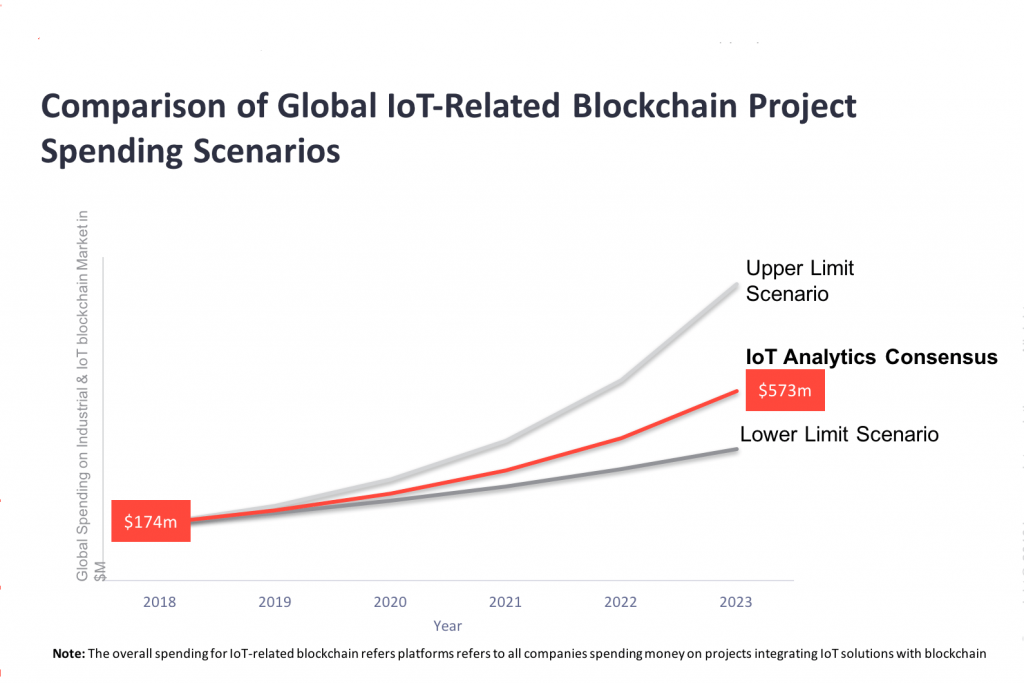 Comparison of Global IoT-Related Blockchain Project
Spending Scenarios
Global Spending on Industrial & IoT blockchain Market in
$M
Upper Limit
Scenario
IoT Analytics Consensus
$573m
Lower Limit Scenario
$174m
2018 2019 2020 2021 2022 2023
Year
Note: The overall spending for IoT-related blockchain refers platforms refers to all companies spending money on projects integrating IoT solutions with blockchain